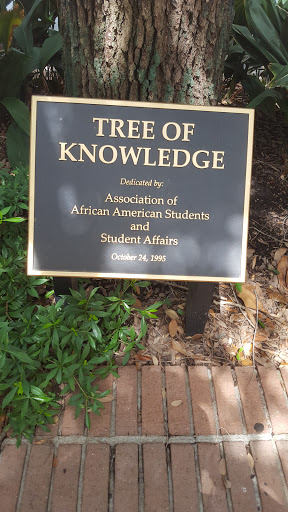 TREE OF
KNOWLEDGE
Dedicated by:
Association of
African American Students
and
Student Affairs
October 24, 1995